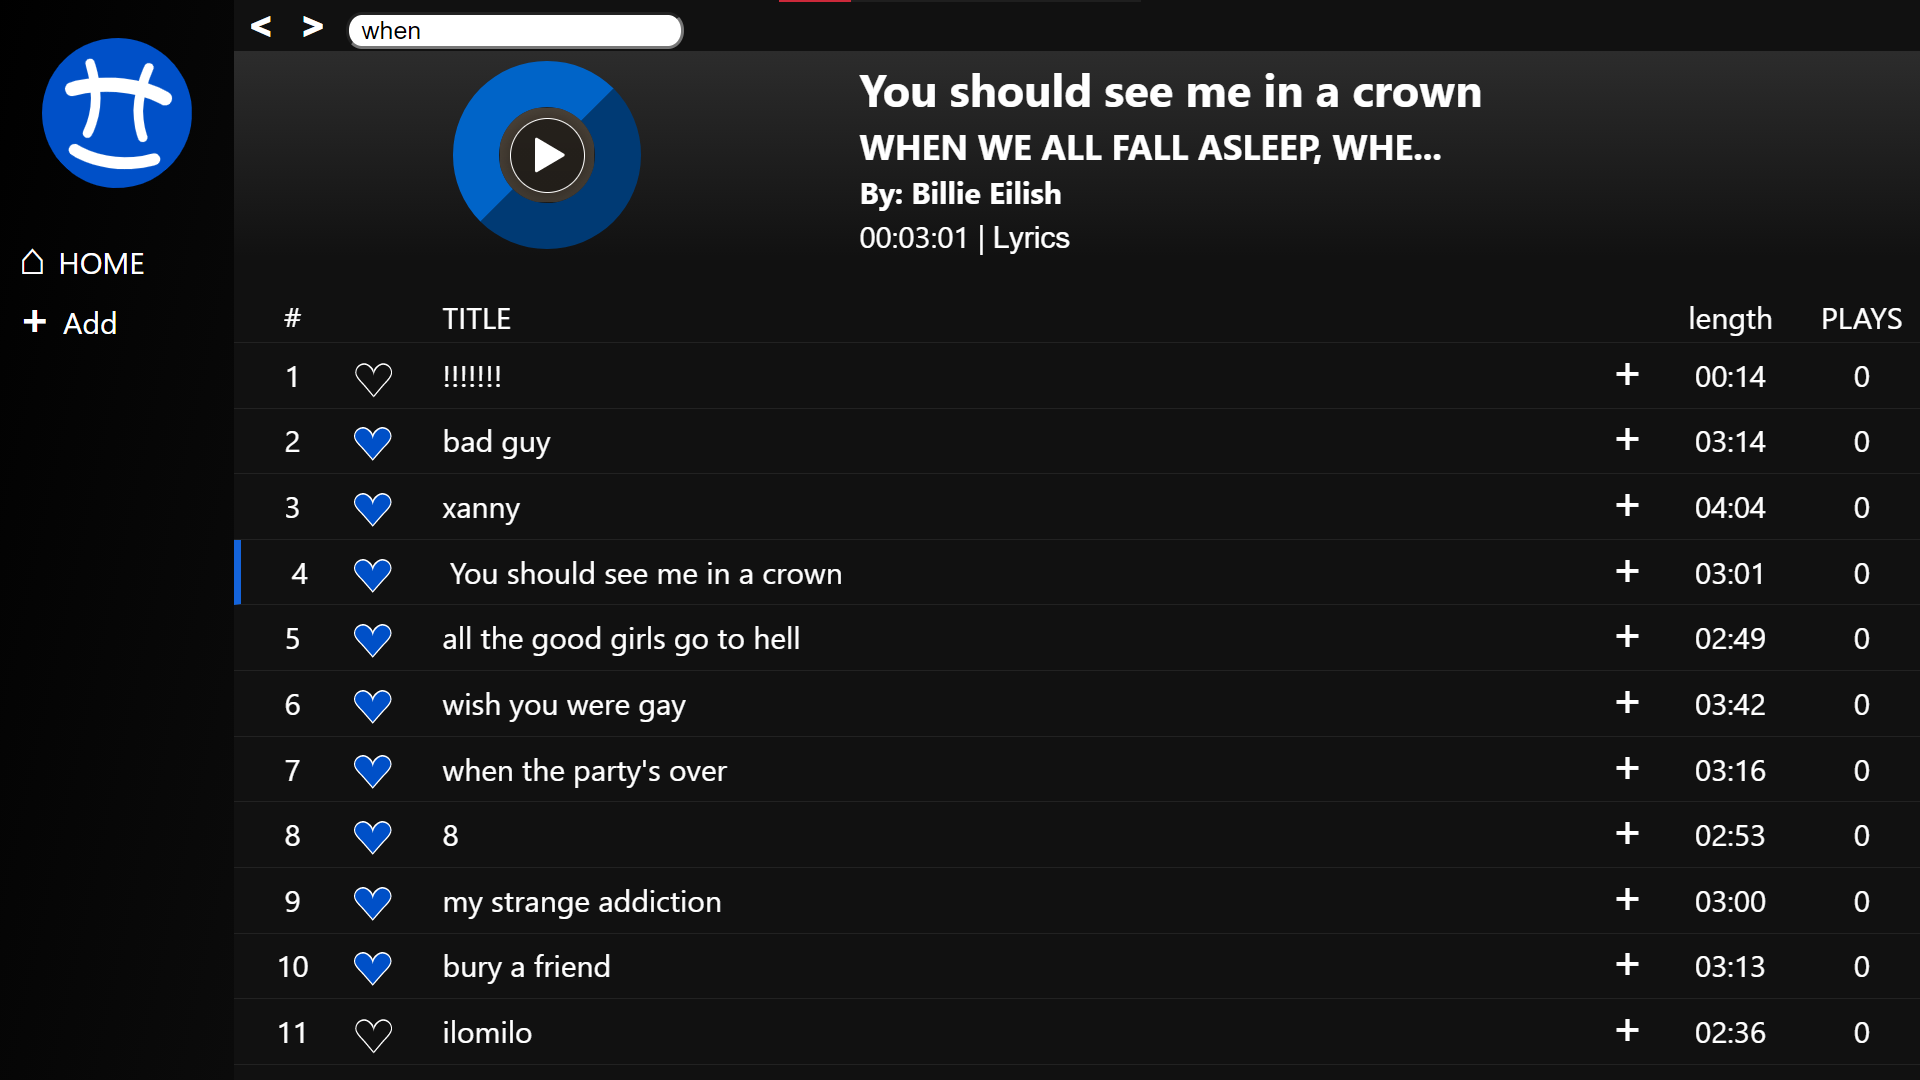 < > when
You should see me in a crown
WHEN WE ALL FALL ASLEEP, WHE...
By: Billie Eilish
00:03:01 | Lyrics
HOME
+ Add
# TITLE length PLAYS
1 !!!!!!! + 00:14 0
2 bad guy + 03:14 0
3 xanny + 04:04 0
4 You should see me in a crown + 03:01 0
5 all the good girls go to hell + 02:49 0
6 wish you were gay + 03:42 0
7 when the party's over + 03:16 0
8 8 + 02:53 0
9 my strange addiction + 03:00 0
10 bury a friend + 03:13 0
11 ilomilo + 02:36 0